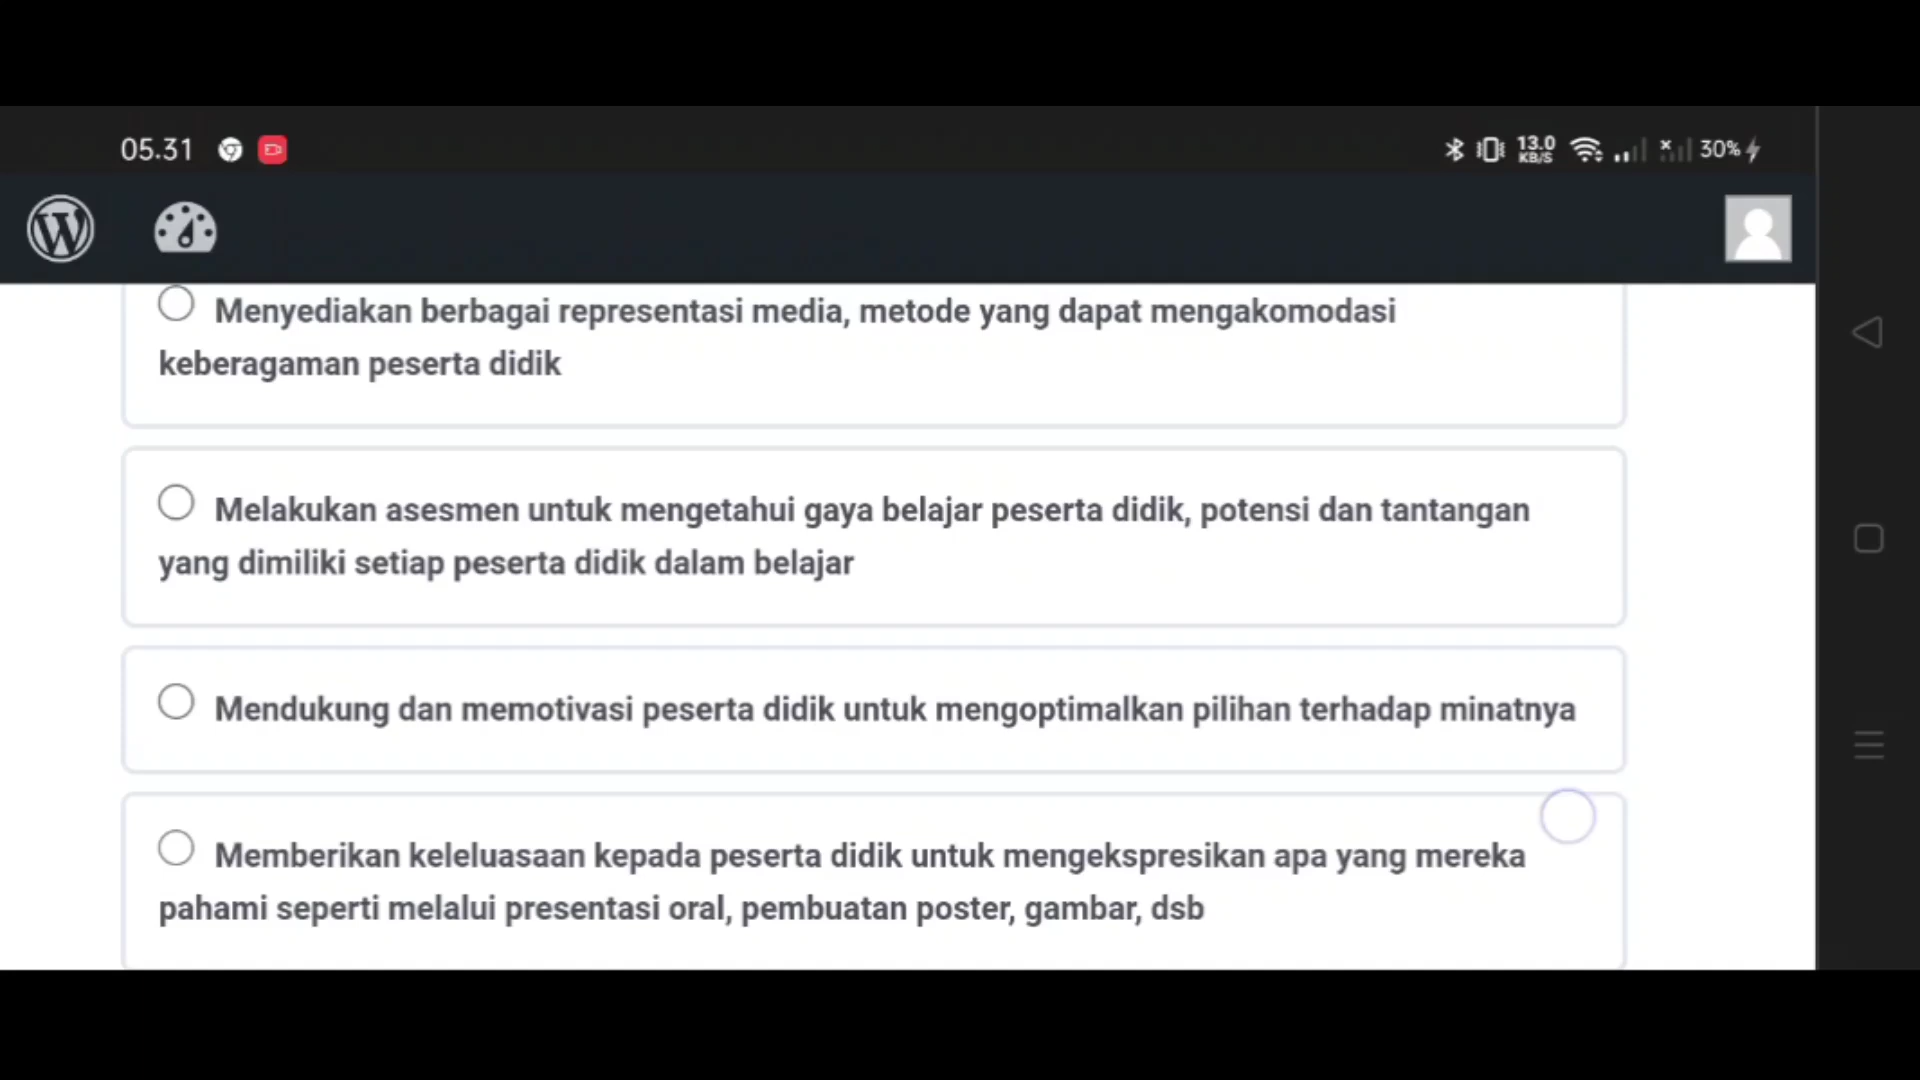 05.31
13.0
KB/S
30%
Menyediakan berbagai representasi media, metode yang dapat mengakomodasi
keberagaman peserta didik
Melakukan asesmen untuk mengetahui gaya belajar peserta didik, potensi dan tantangan
yang dimiliki setiap peserta didik dalam belajar
Mendukung dan memotivasi peserta didik untuk mengoptimalkan pilihan terhadap minatnya
Memberikan keleluasaan kepada peserta didik untuk mengekspresikan apa yang mereka
pahami seperti melalui presentasi oral, pembuatan poster, gambar, dsb